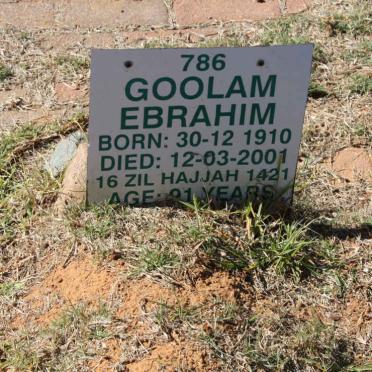 786
GOOLAM
EBRAHIM
BORN: 30-12 1910
DIED: 12-03-2001
16 ZIL HAJJAH 1421
AGE: 91 YEARS